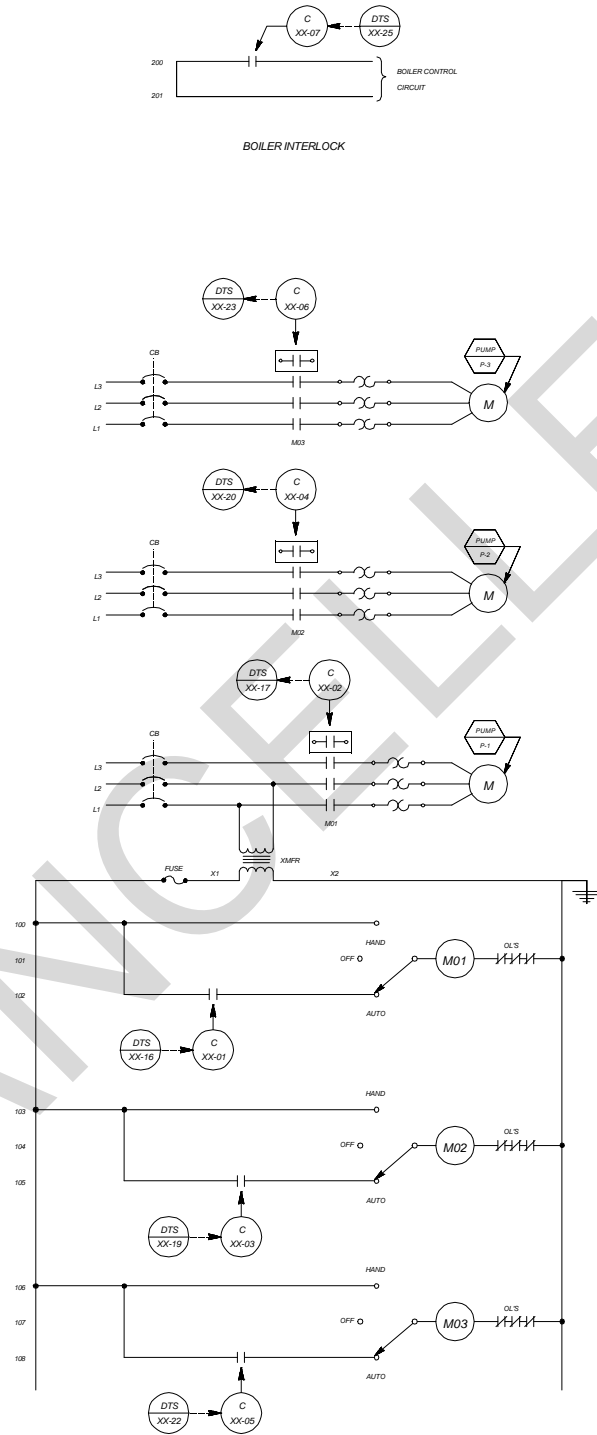 C
XX-07
DTS
XX-25
200
201
BOILER CONTROL
CIRCUIT
BOILER INTERLOCK
DTS
XX-23
C
XX-06
CB
PUMP
P-3
L3
L2
L1
M
M03
DTS
XX-20
C
XX-04
CB
PUMP
P-2
L3
L2
L1
M
M02
DTS
XX-17
C
XX-02
CB
PUMP
P-1
L3
L2
L1
M
M01
FUSE
X1
XMFR
X2
100
HAND
101
OFF
M01
OL'S
102
AUTO
DTS
XX-16
C
XX-01
103
HAND
104
OFF
M02
OL'S
105
AUTO
DTS
XX-19
C
XX-03
106
HAND
107
OFF
M03
OL'S
108
AUTO
DTS
XX-22
C
XX-05